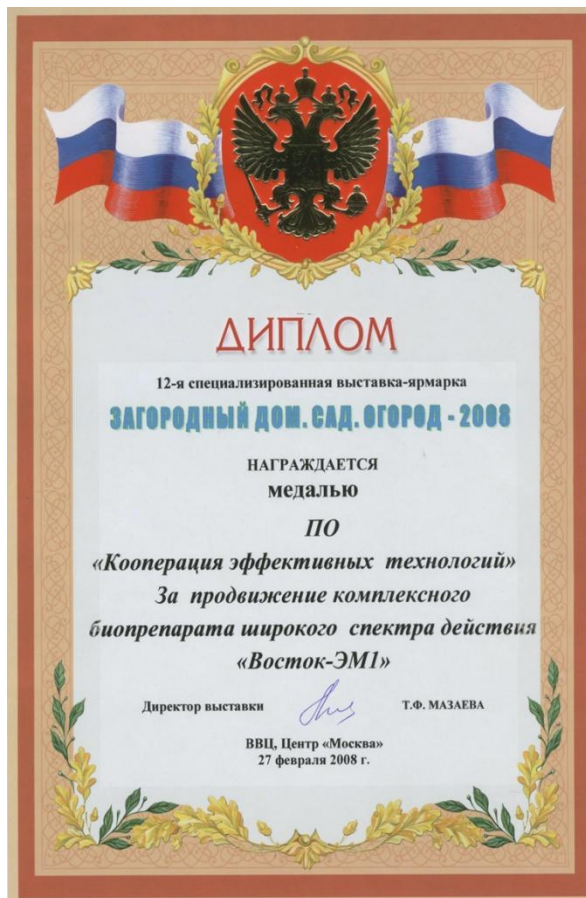 ДИПЛОМ
12-я специализированная выставка-ярмарка
ЗАГОРОДНЫЙ ДОМ. САД. ОГОРОД - 2008
НАГРАЖДАЕТСЯ
медалью
ПО
«Кооперация эффективных технологий»
За продвижение комплексного
биопрепарата широкого спектра действия
«Восток-ЭМ1»
Директор выставки Т.Ф. МАЗАЕВА
ВВЦ, Центр «Москва»
27 февраля 2008 г.